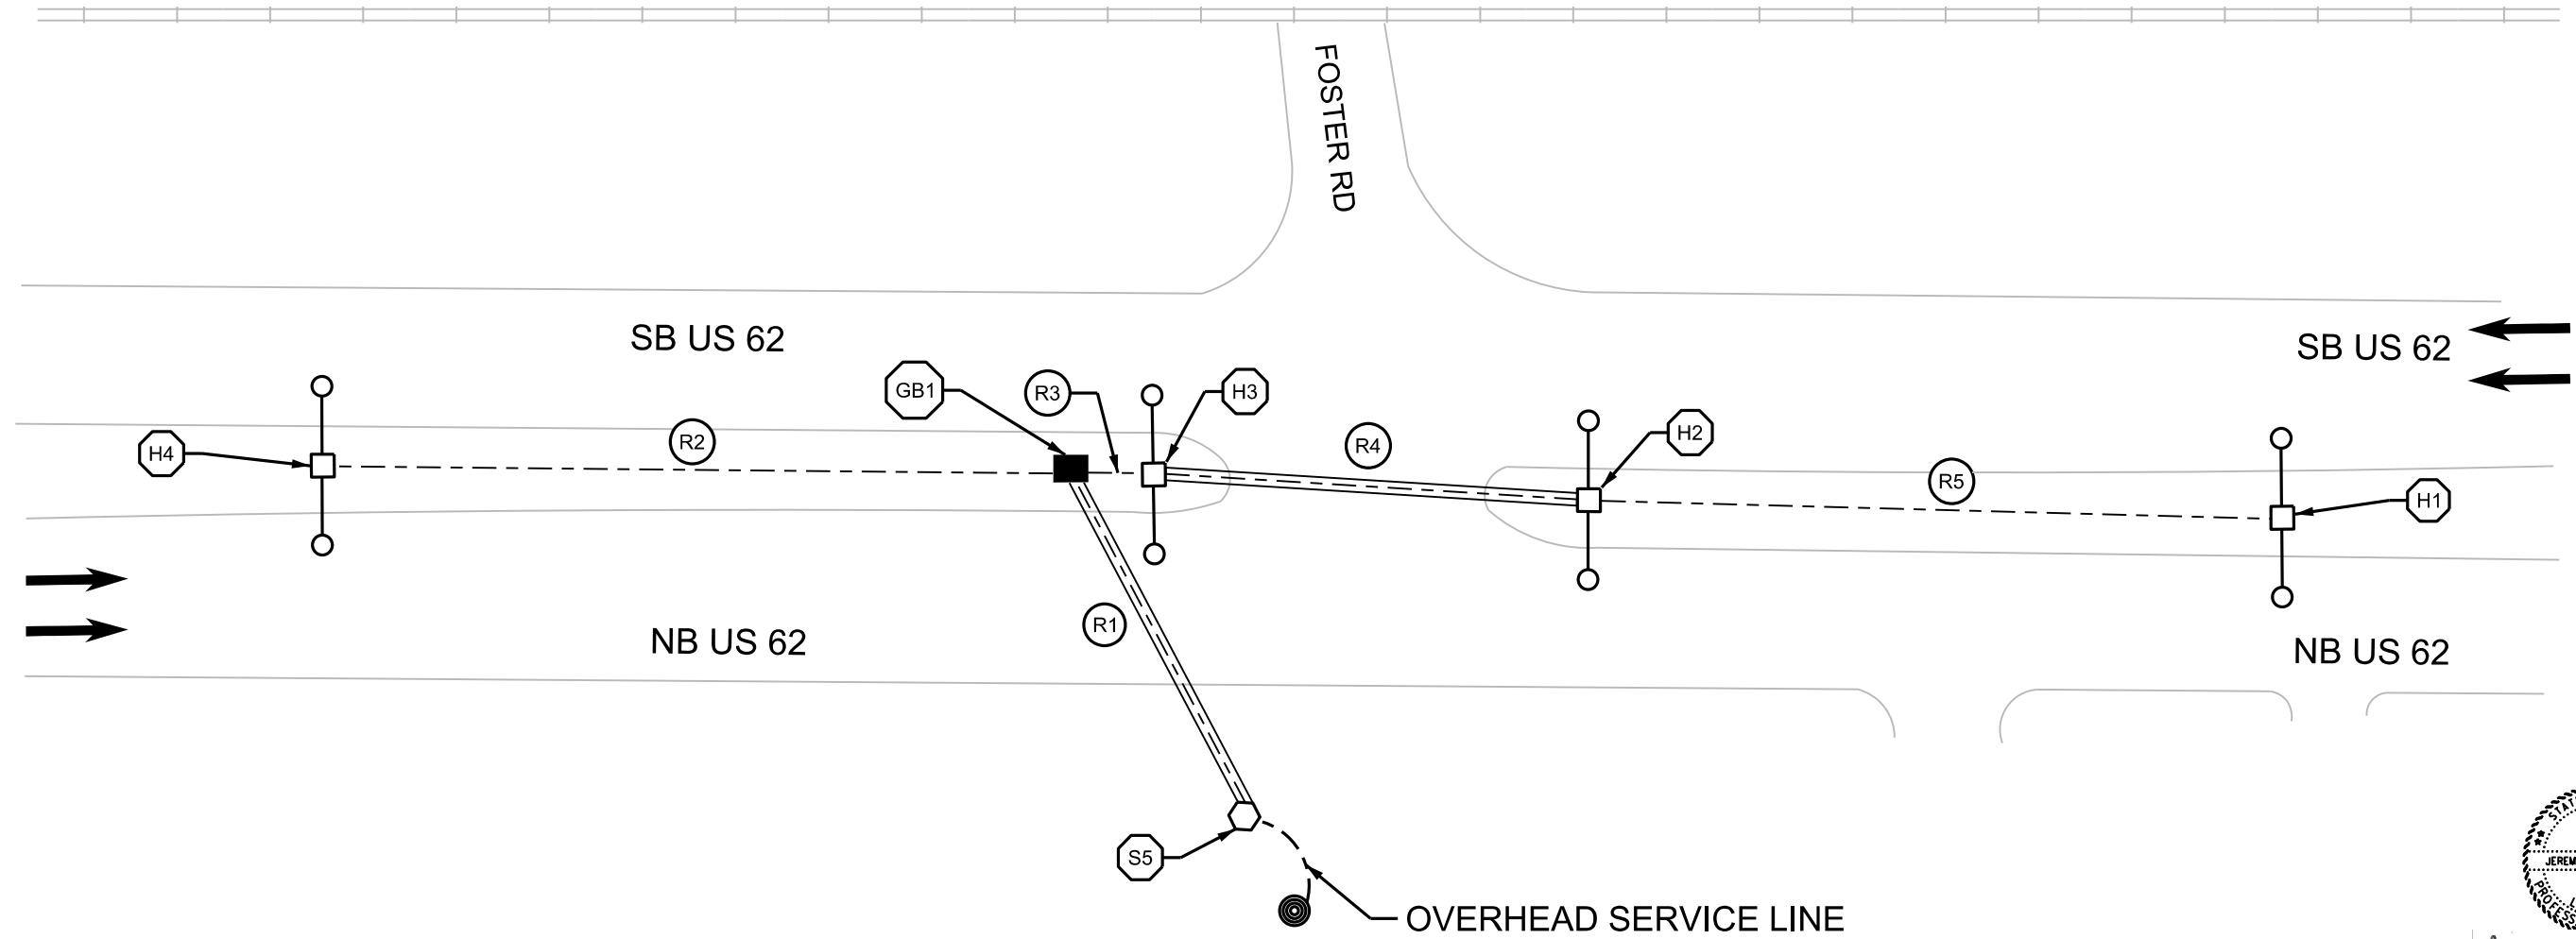 FOSTER RD
SB US 62
SB US 62
GB1
R3
H3
H2
R2
R4
H4
R5
H1
R1
NB US 62
NB US 62
S5
OVERHEAD SERVICE LINE